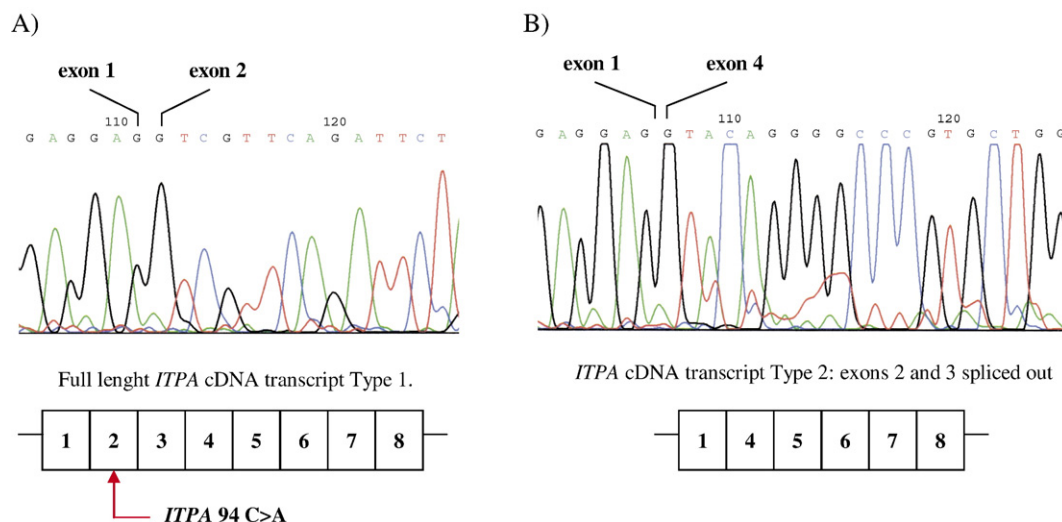 A)
exon 1 exon 2
110 120
G A G G A G G T C G T T C A G A T T C T
Full lenght ITPA cDNA transcript Type 1.
1 2 3 4 5 6 7 8
ITPA 94 C>A
B)
exon 1 exon 4
110 120
G A G G A G G T A C A G G G G C C C G T G C T G G
ITPA cDNA transcript Type 2: exons 2 and 3 spliced out
1 4 5 6 7 8